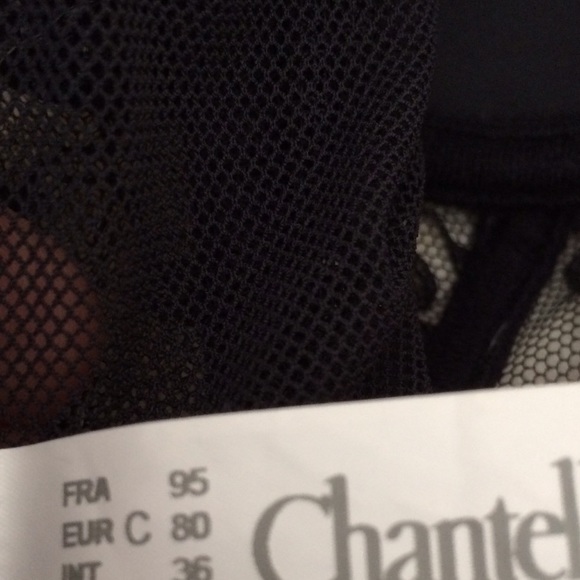 FRA 95
EUR C 80
INT 36
Chantel